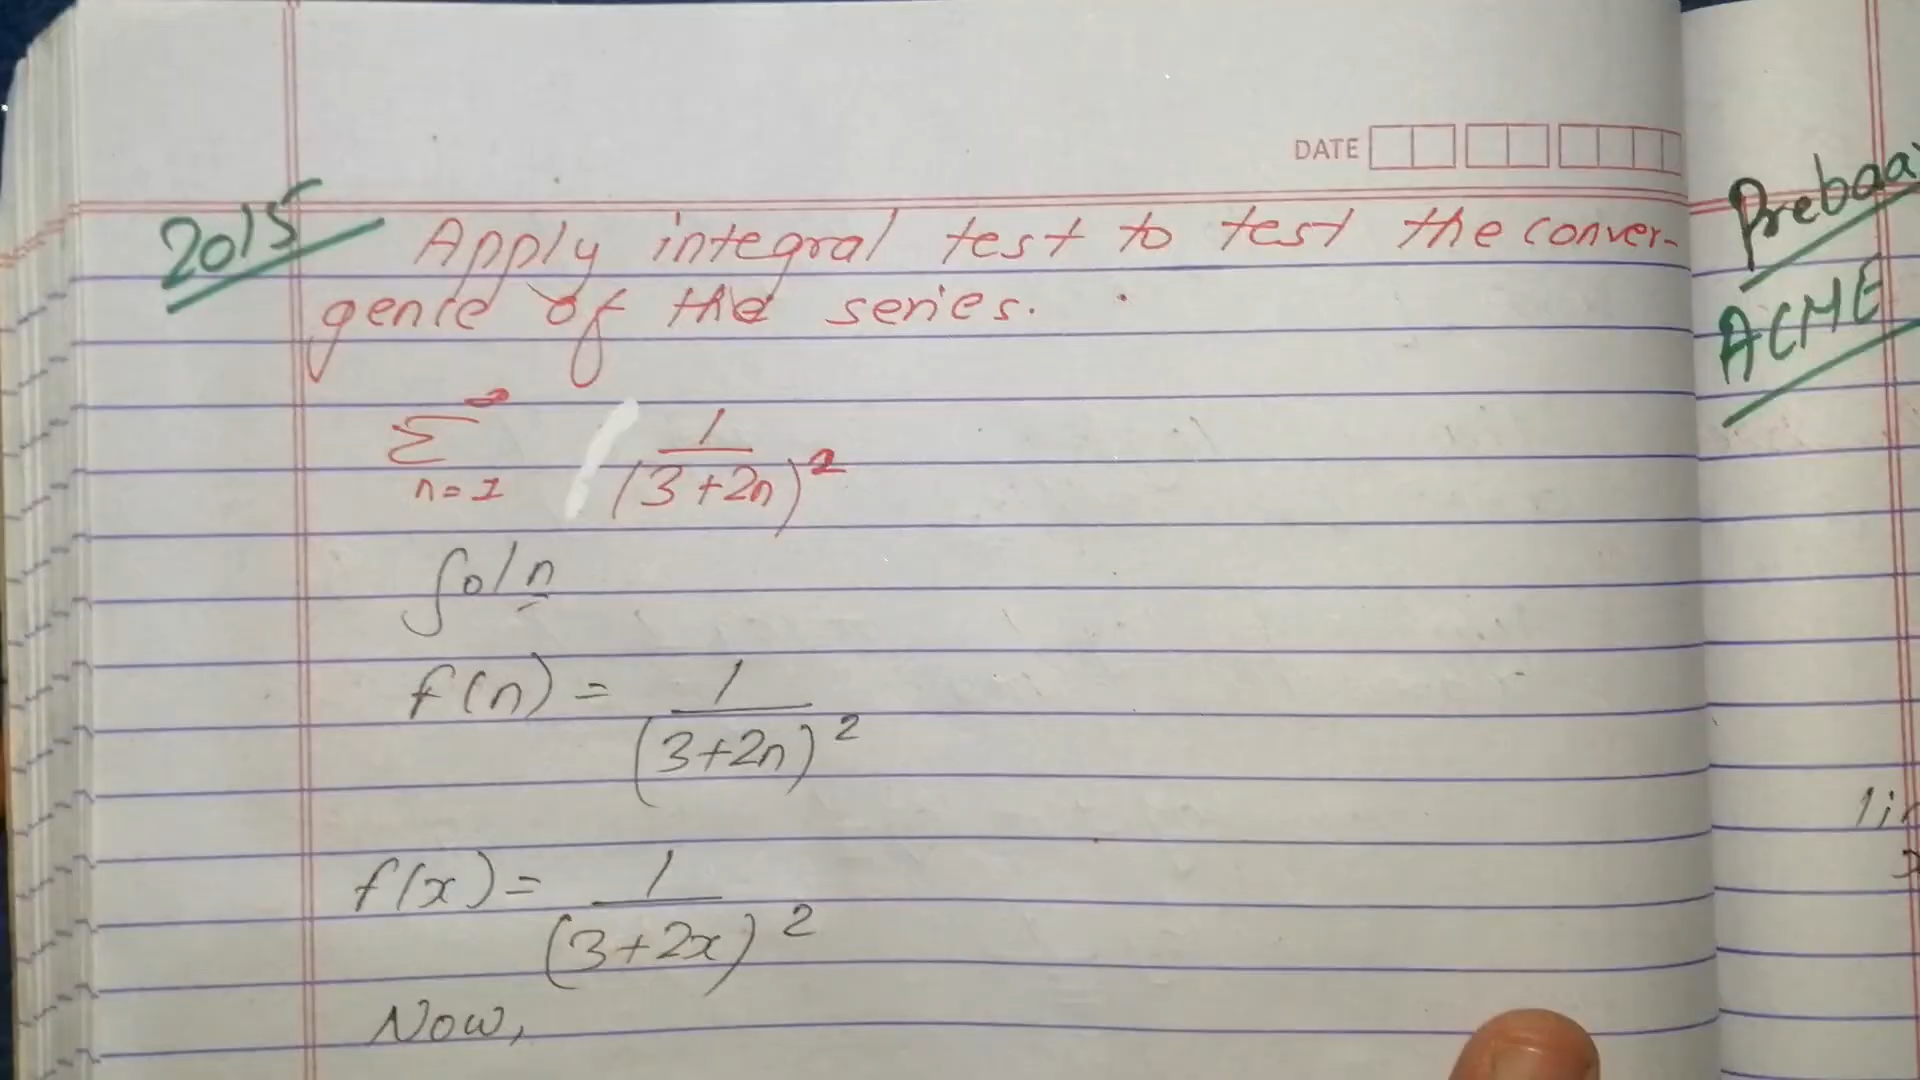 DATE
2015 Apply integral test to test the conver-
gence of the series.
∞
Σ 1/(3+2n)²
n=1
Soln
f(n) = 1/(3+2n)²
f(x) = 1/(3+2x)²
Now,
ACME